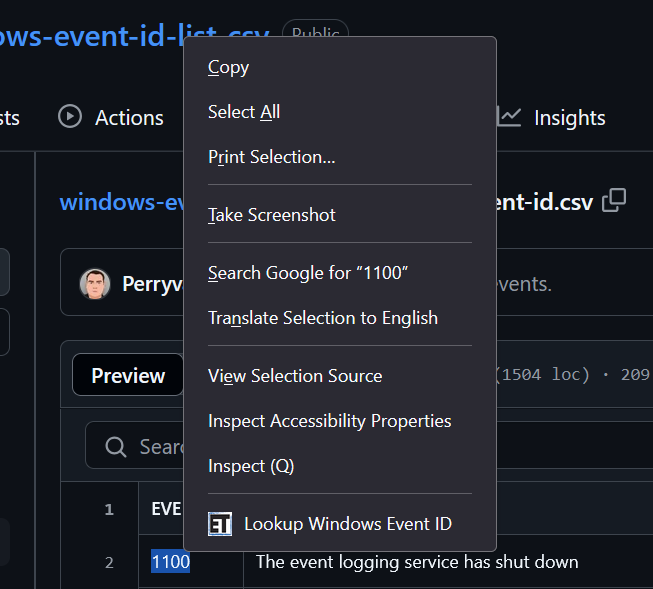 ows-event-id-list csv Public
Copy
Select All
sts Actions Insights
Print Selection...
windows-ev ent-id.csv
Take Screenshot
Search Google for “1100”
Perryv events.
Translate Selection to English
Preview (1504 loc) · 209
View Selection Source
Inspect Accessibility Properties
Sear
Inspect (Q)
1 EVE
ET Lookup Windows Event ID
2 1100 The event logging service has shut down